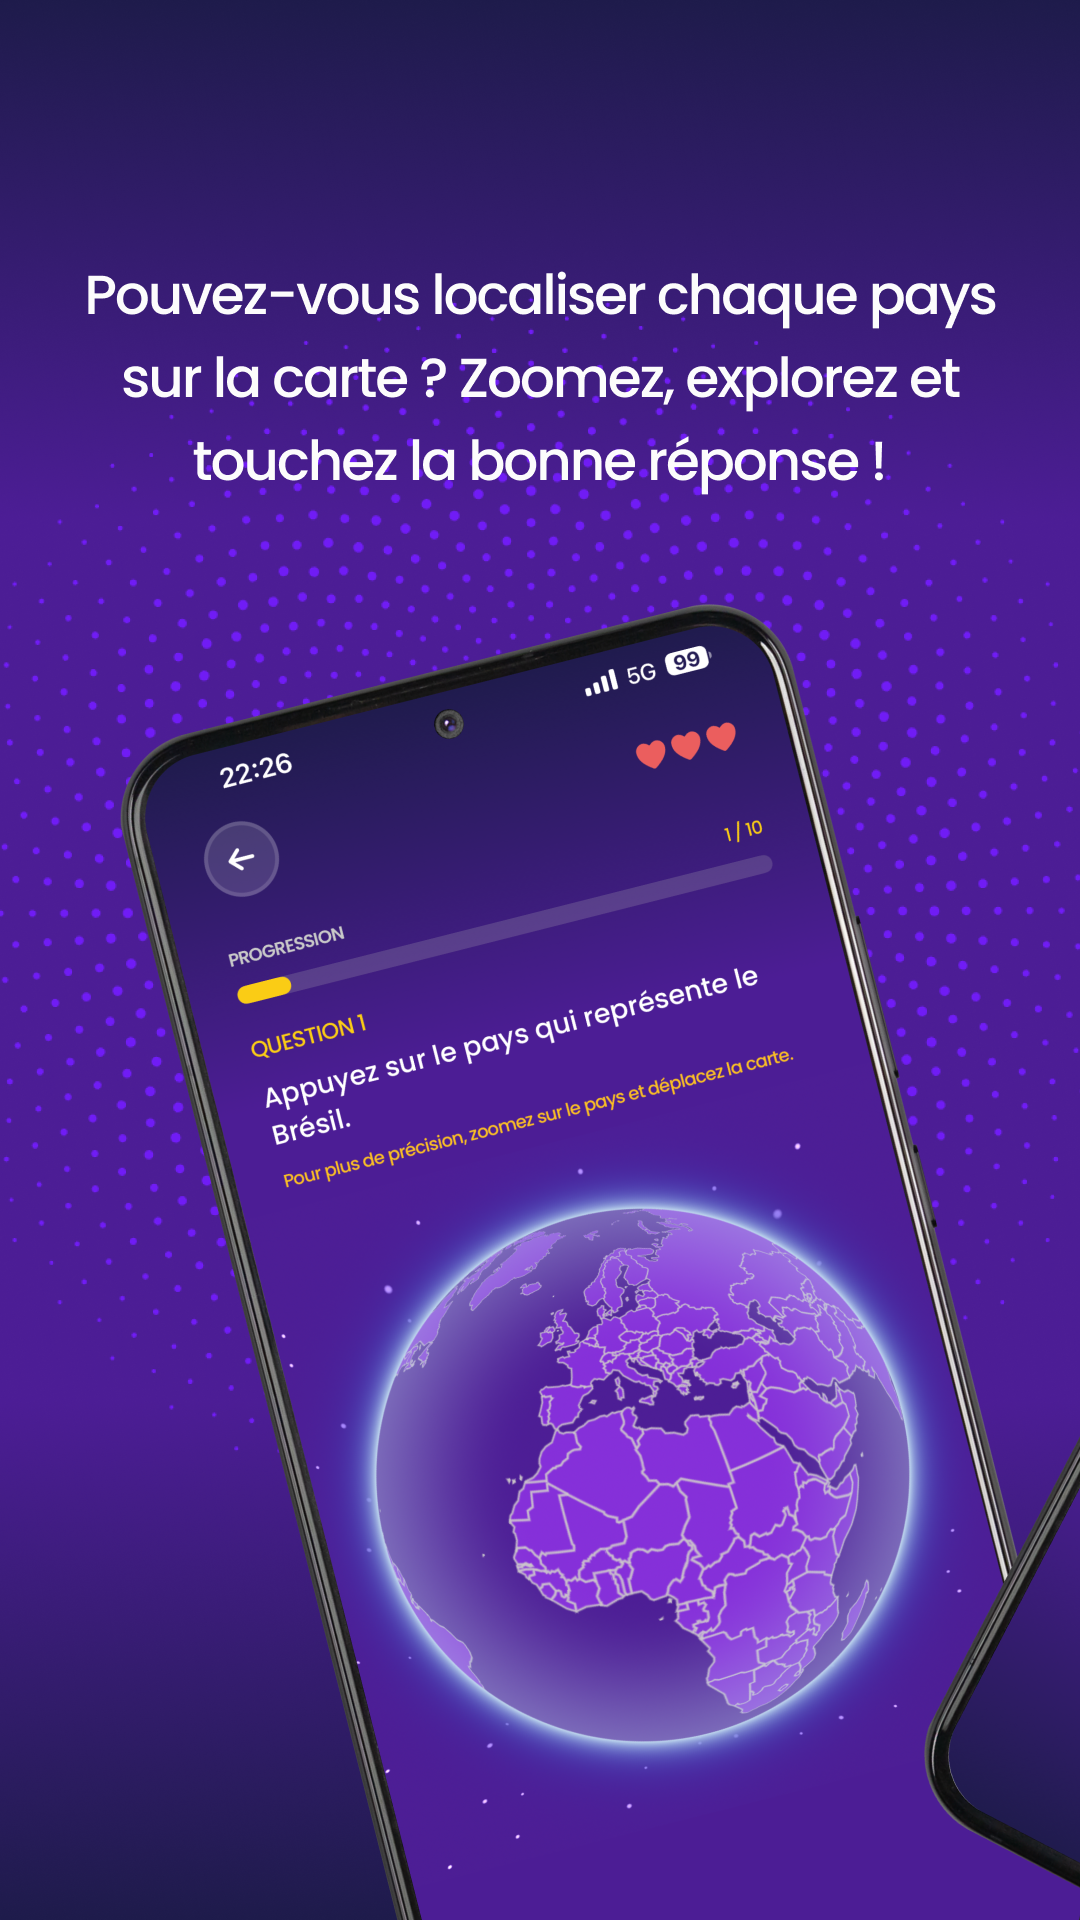 Pouvez-vous localiser chaque pays
sur la carte ? Zoomez, explorez et
touchez la bonne réponse !
22:26
5G
99
1 / 10
PROGRESSION
QUESTION 1
Appuyez sur le pays qui représente le
Brésil.
Pour plus de précision, zoomez sur le pays et déplacez la carte.